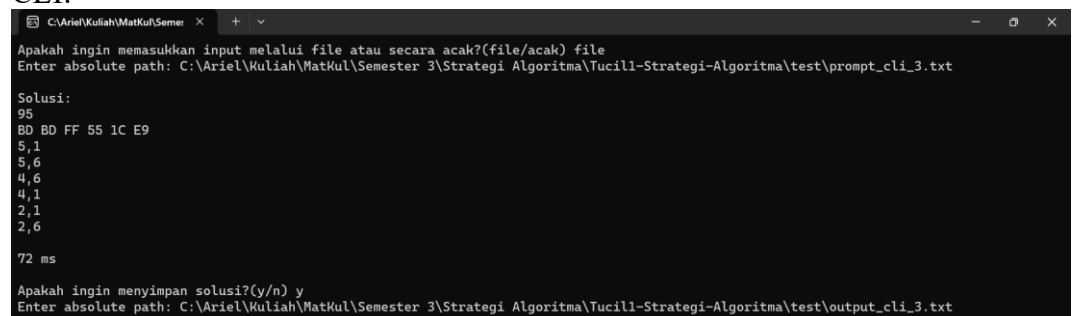 CLI:
C:\Ariel\Kuliah\MatKul\Semes
Apakah ingin memasukkan input melalui file atau secara acak?(file/acak) file
Enter absolute path: C:\Ariel\Kuliah\MatKul\Semester 3\Strategi Algoritma\Tucil1-Strategi-Algoritma\test\prompt_cli_3.txt
Solusi:
95
BD BD FF 55 1C E9
5,1
5,6
4,6
4,1
2,1
2,6
72 ms
Apakah ingin menyimpan solusi?(y/n) y
Enter absolute path: C:\Ariel\Kuliah\MatKul\Semester 3\Strategi Algoritma\Tucil1-Strategi-Algoritma\test\output_cli_3.txt